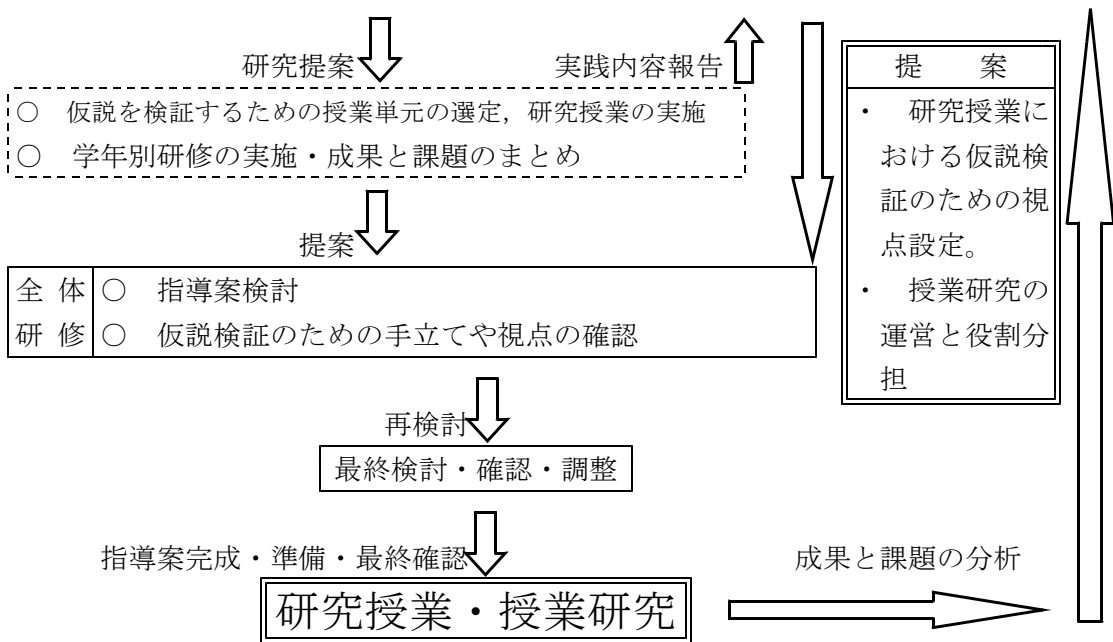 研究提案
実践内容報告
○　仮説を検証するための授業単元の選定，研究授業の実施
○　学年別研修の実施・成果と課題のまとめ
提案
全　体
研　修
○　指導案検討
○　仮説検証のための手立てや視点の確認
提　　案
・　研究授業に
おける仮説検
証のための視
点設定。
・　授業研究の
運営と役割分
担
再検討
最終検討・確認・調整
指導案完成・準備・最終確認
成果と課題の分析
研究授業・授業研究